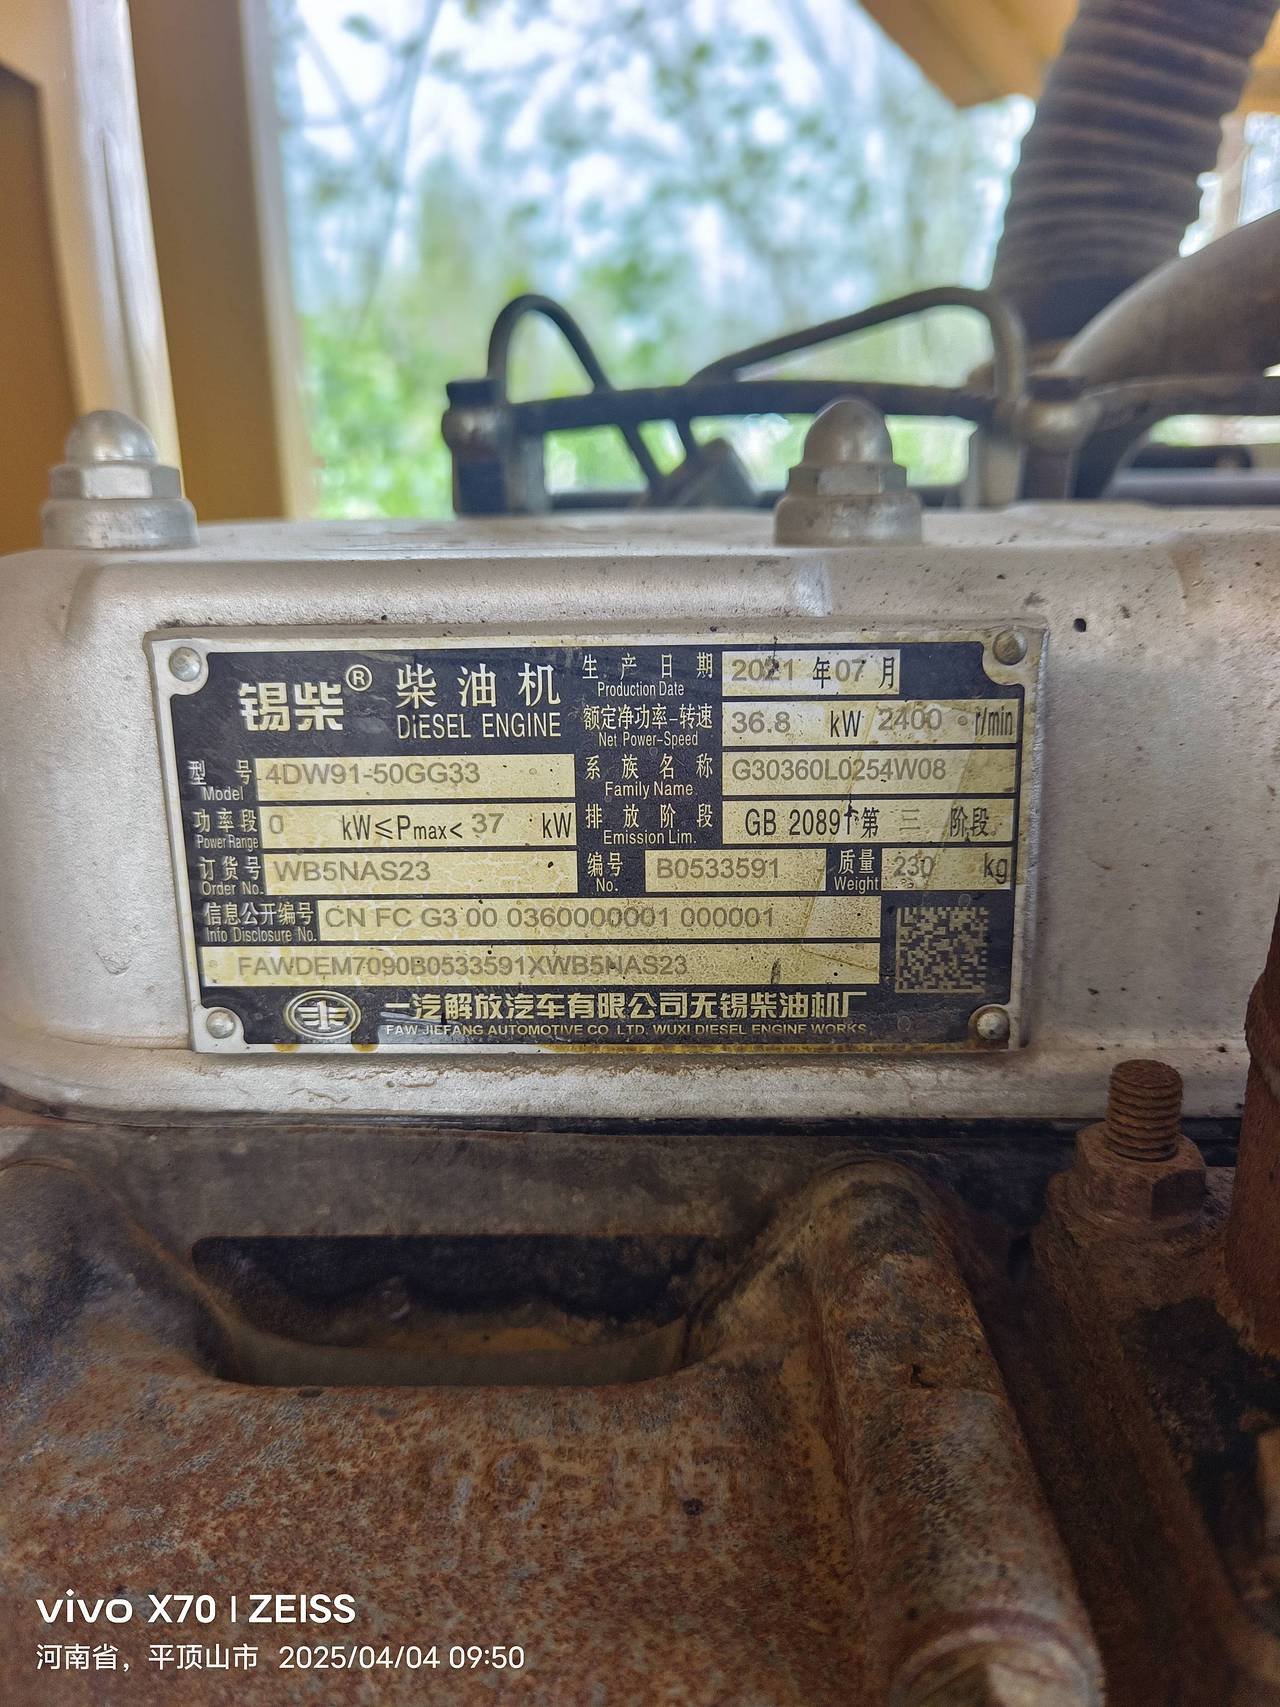 锡柴® 柴油机
DiESEL ENGINE
生产日期 2021 年 07 月
Production Date
额定净功率-转速 36.8 kW 2400 r/min
Net Power-Speed
型号 4DW91-50GG33
Model
系族名称 G30360L0254W08
Family Name
功率段 0 kW≤Pmax< 37 kW
Power Range
排放阶段 GB 20891 第 三 阶段
Emission Lim.
订货号 WB5NAS23
Order No.
编号 B0533591
No.
质量 230 kg
Weight
信息公开编号 CN FC G3 00 0360000001 000001
Info Disclosure No.
FAWDEM7090B0533591XWB5NAS23
一汽解放汽车有限公司无锡柴油机厂
FAW JIEFANG AUTOMOTIVE CO LTD. WUXI DIESEL ENGINE WORKS
vivo X70 | ZEISS
河南省，平顶山市 2025/04/04 09:50